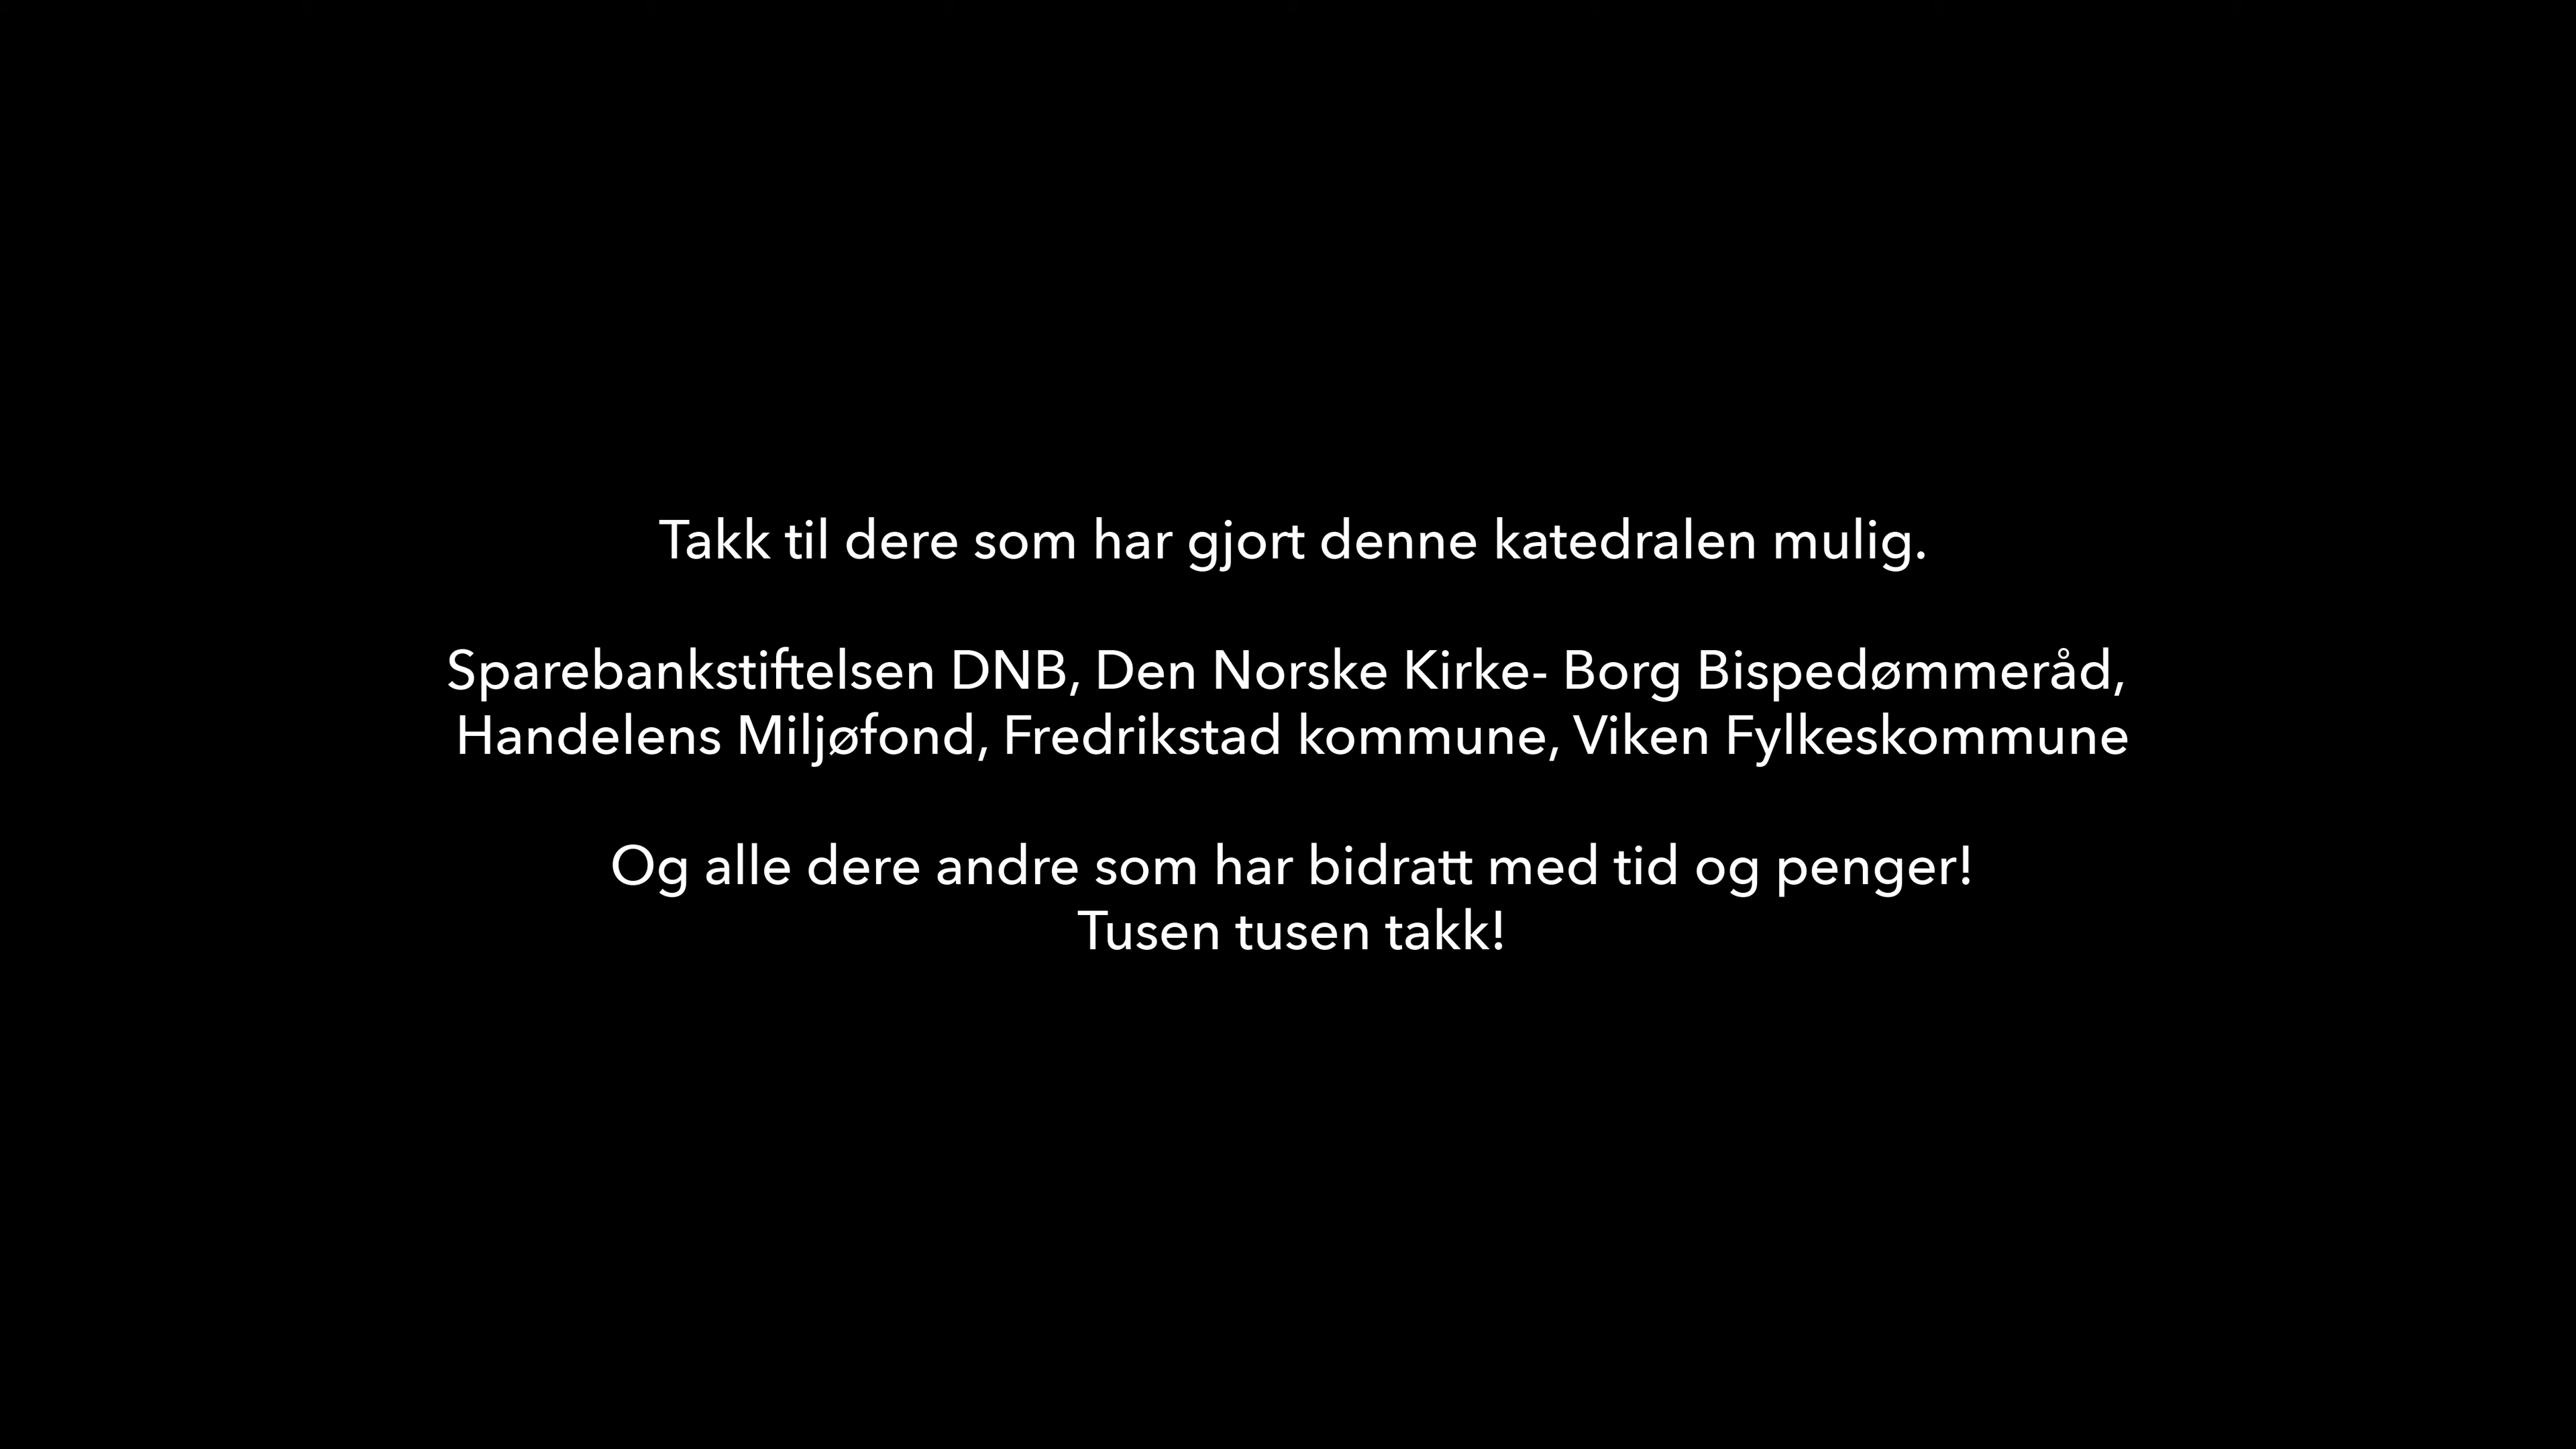 Takk til dere som har gjort denne katedralen mulig.
Sparebankstiftelsen DNB, Den Norske Kirke- Borg Bispedømmeråd,
Handelens Miljøfond, Fredrikstad kommune, Viken Fylkeskommune
Og alle dere andre som har bidratt med tid og penger!
Tusen tusen takk!